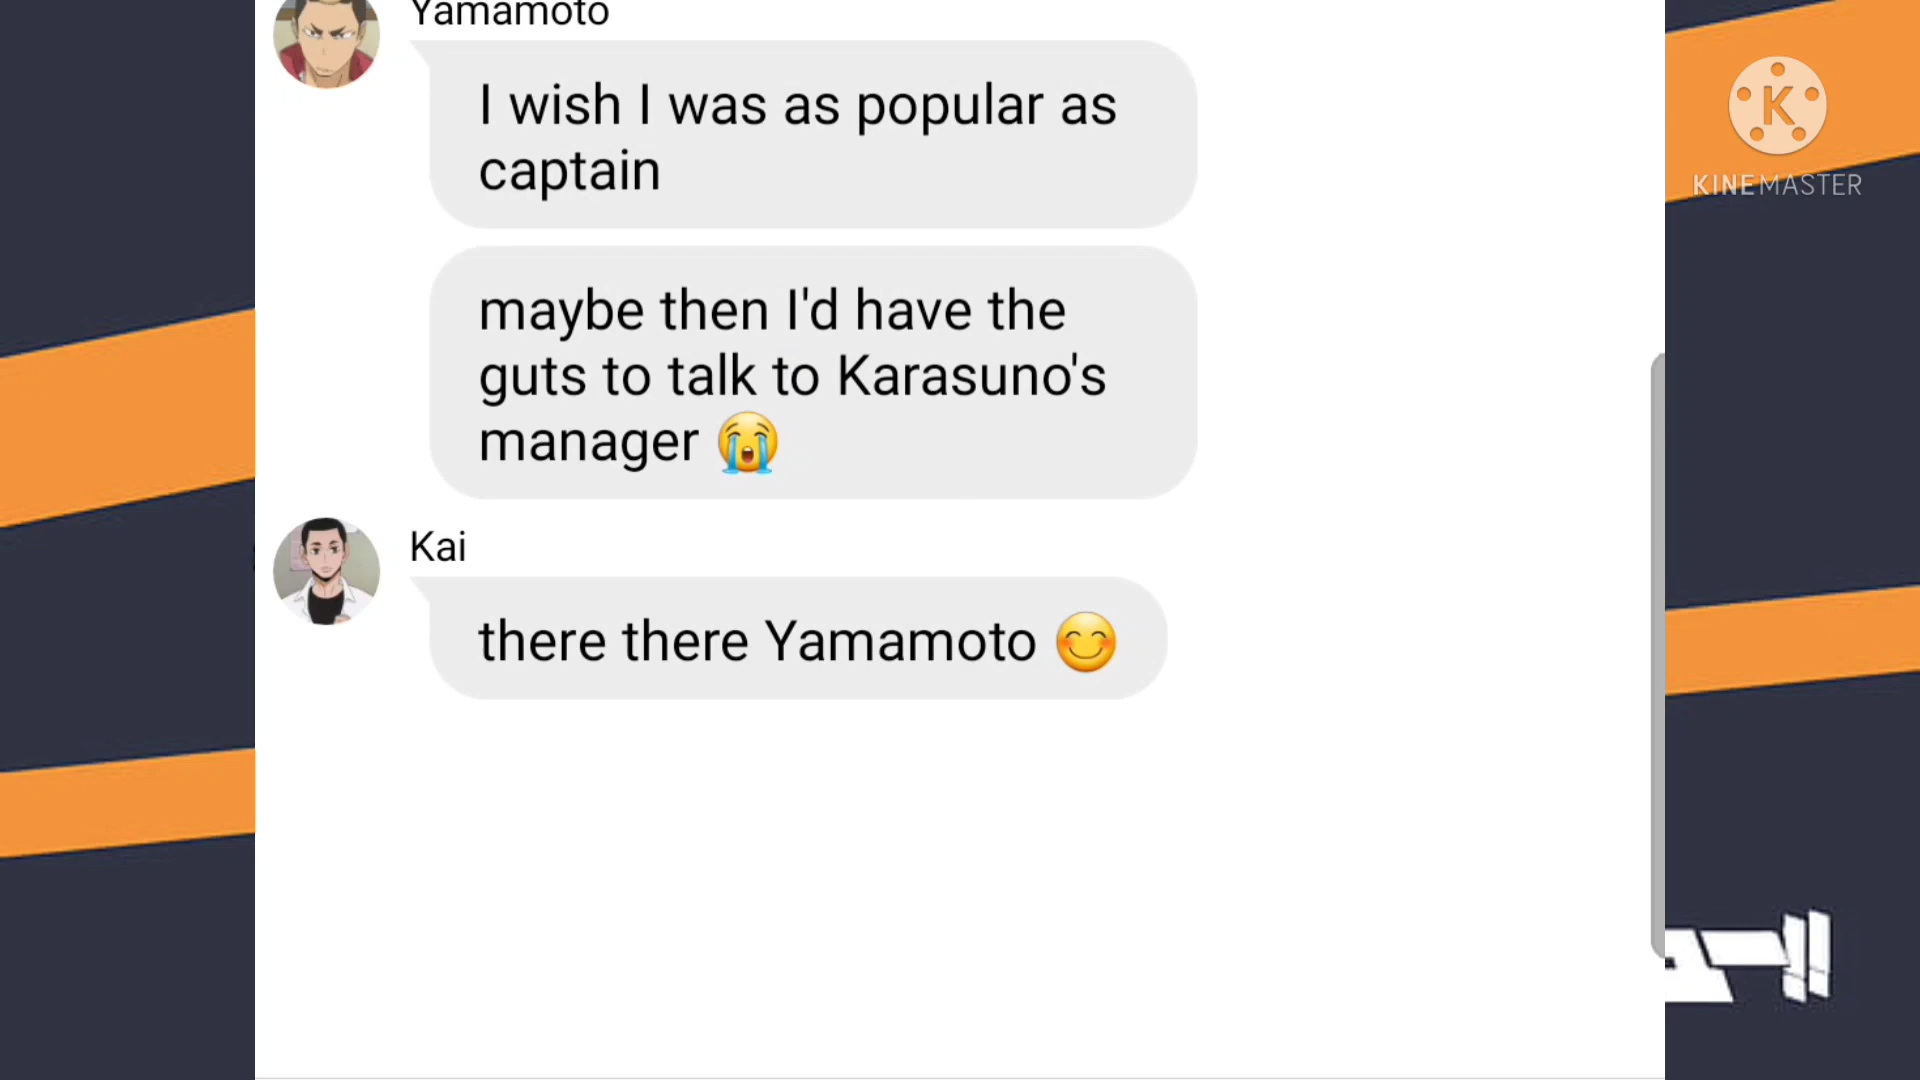 Yamamoto
I wish I was as popular as
captain
maybe then I'd have the
guts to talk to Karasuno's
manager 😭
Kai
there there Yamamoto 😊
K
KINEMASTER